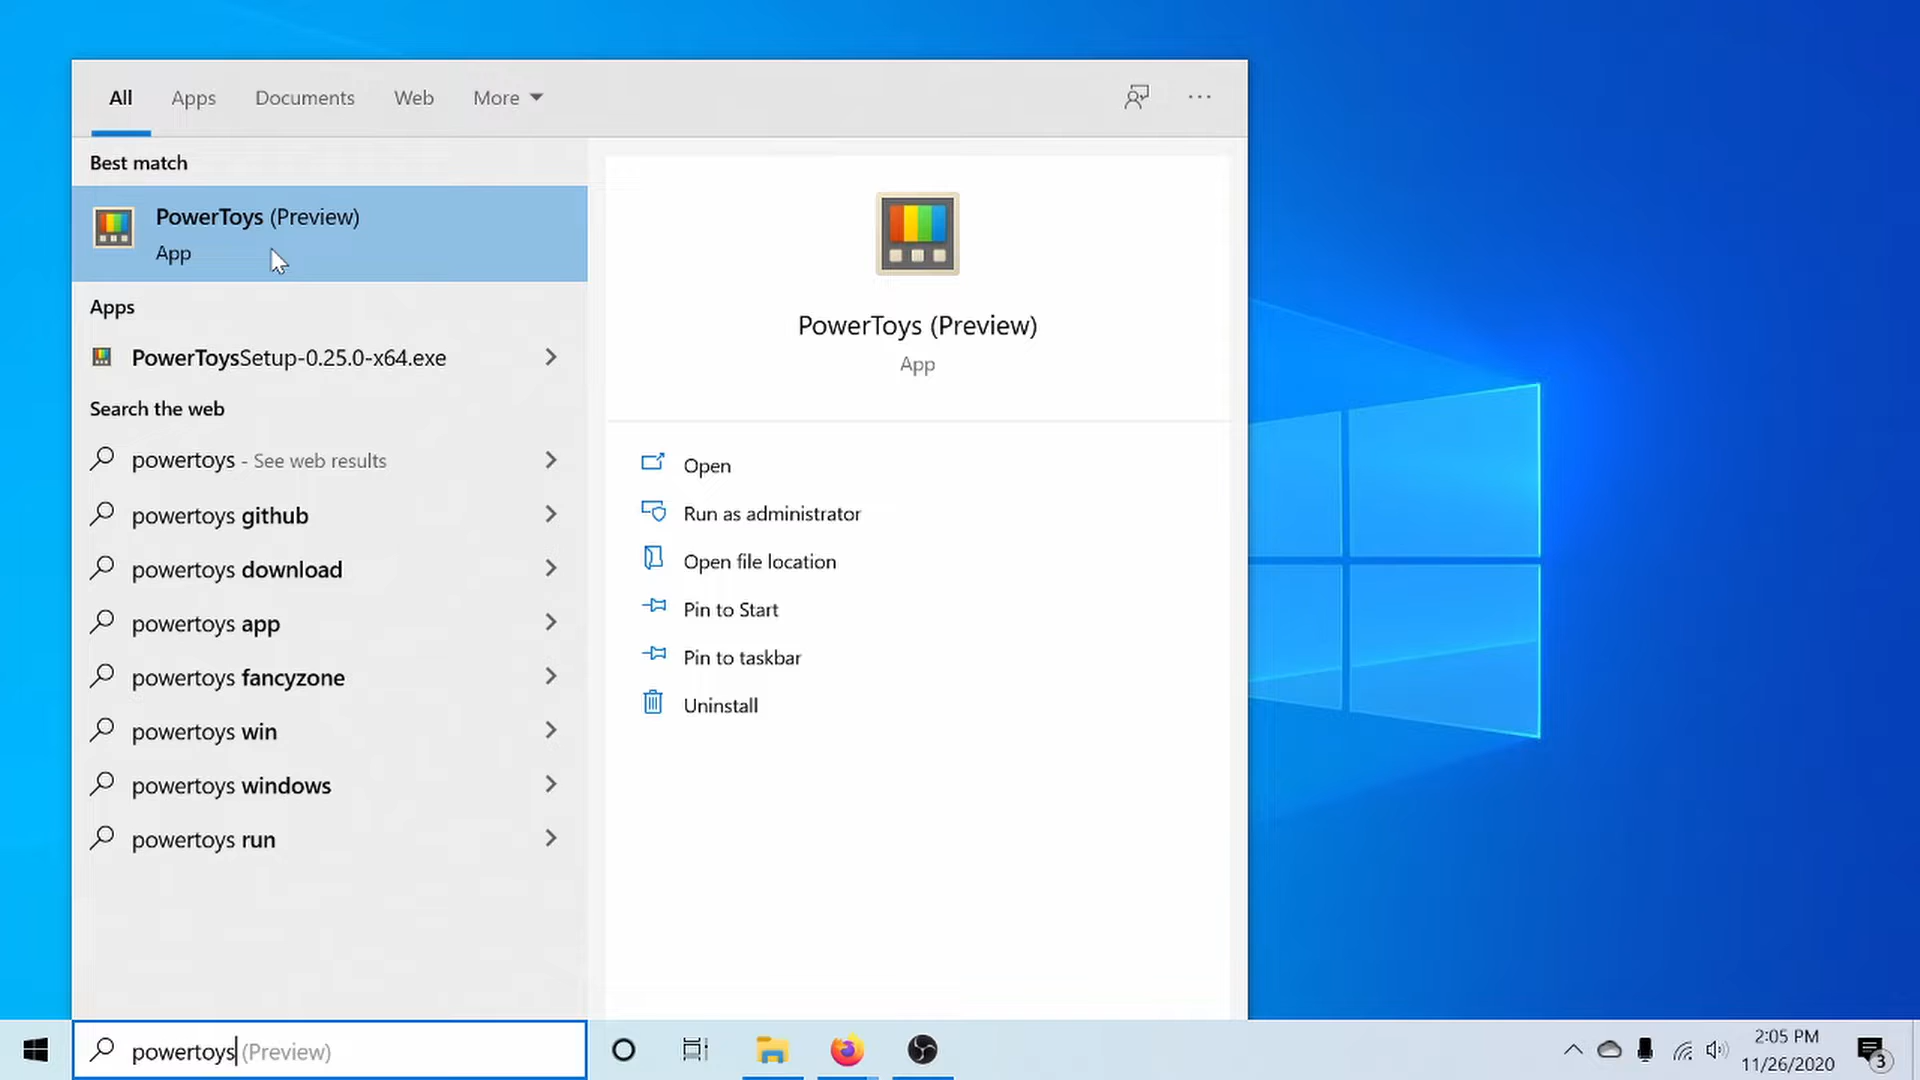 All Apps Documents Web More
Best match
PowerToys (Preview)
App
Apps
PowerToysSetup-0.25.0-x64.exe
Search the web
powertoys - See web results
powertoys github
powertoys download
powertoys app
powertoys fancyzone
powertoys win
powertoys windows
powertoys run
PowerToys (Preview)
App
Open
Run as administrator
Open file location
Pin to Start
Pin to taskbar
Uninstall
powertoys (Preview)
2:05 PM
11/26/2020
3